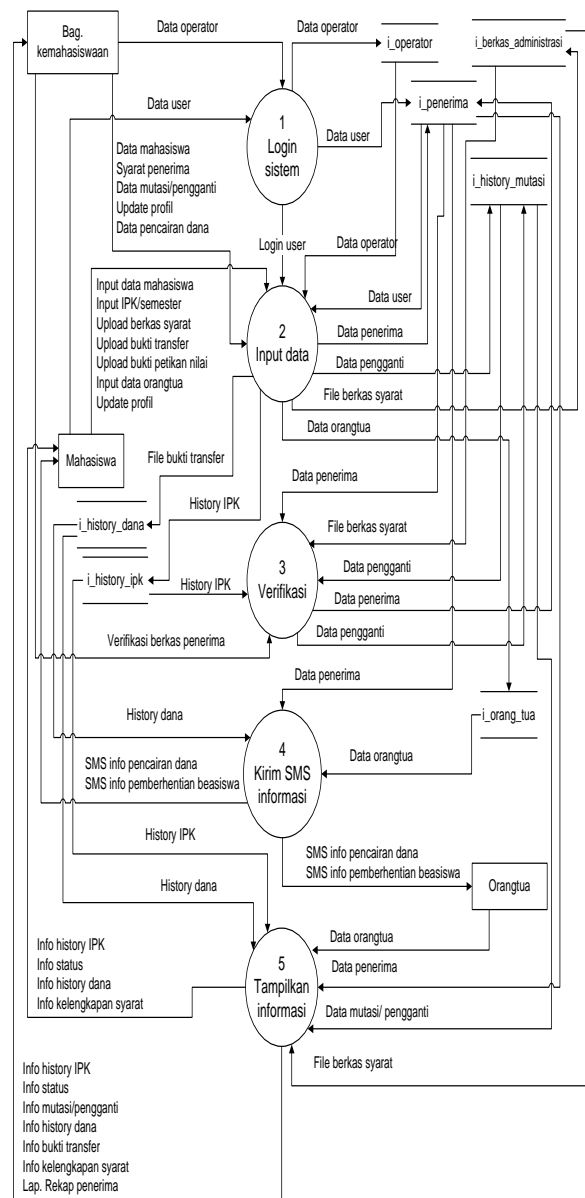 Bag.
kemahasiswaan
Data operator
Data operator
i_operator
i_berkas_administrasi
i_penerima
Data user
1
Login
sistem
Data user
i_history_mutasi
Data mahasiswa
Syarat penerima
Data mutasi/pengganti
Update profil
Data pencairan dana
Login user
Data operator
Input data mahasiswa
Input IPK/semester
Upload berkas syarat
Upload bukti transfer
Upload bukti petikan nilai
Input data orangtua
Update profil
2
Input data
Data user
Data penerima
Data pengganti
File berkas syarat
Data orangtua
Mahasiswa
File bukti transfer
History IPK
Data penerima
i_history_dana
File berkas syarat
i_history_ipk
History IPK
3
Verifikasi
Data pengganti
Data penerima
Data pengganti
Verifikasi berkas penerima
Data penerima
i_orang_tua
History dana
4
Kirim SMS
informasi
Data orangtua
SMS info pencairan dana
SMS info pemberhentian beasiswa
History IPK
SMS info pencairan dana
SMS info pemberhentian beasiswa
Orangtua
History dana
Data orangtua
Info history IPK
Info status
Info history dana
Info kelengkapan syarat
5
Tampilkan
informasi
Data penerima
Data mutasi/ pengganti
File berkas syarat
Info history IPK
Info status
Info mutasi/pengganti
Info history dana
Info bukti transfer
Info kelengkapan syarat
Lap. Rekap penerima